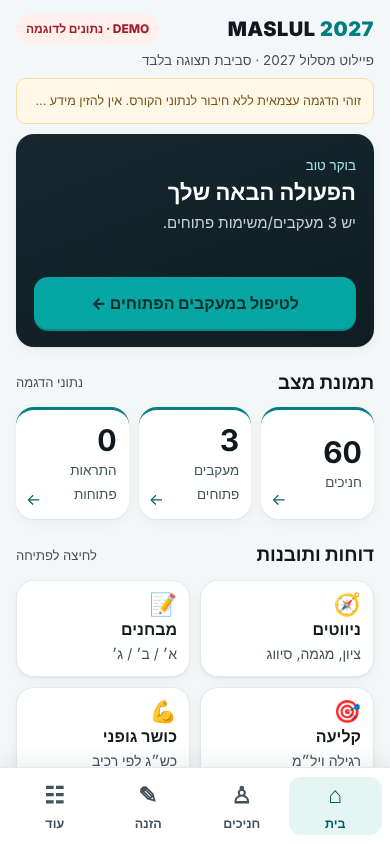 MASLUL 2027
DEMO · נתונים לדוגמה
פיילוט מסלול 2027 · סביבת תצוגה בלבד
זוהי הדגמה עצמאית ללא חיבור לנתוני הקורס. אין להזין מידע ...
בוקר טוב
הפעולה הבאה שלך
יש 3 מעקבים/משימות פתוחים.
לטיפול במעקבים הפתוחים ←
תמונת מצב
נתוני הדגמה
60
חניכים
←
3
מעקבים
פתוחים
←
0
התראות
פתוחות
←
דוחות ותובנות
לחיצה לפתיחה
🧭
ניווטים
ציון, מגמה, סיווג
📝
מבחנים
א׳ / ב׳ / ג׳
🎯
קליעה
רגילה ויל״מ
💪
כושר גופני
כש״ג לפי רכיב
בית
חניכים
הזנה
עוד